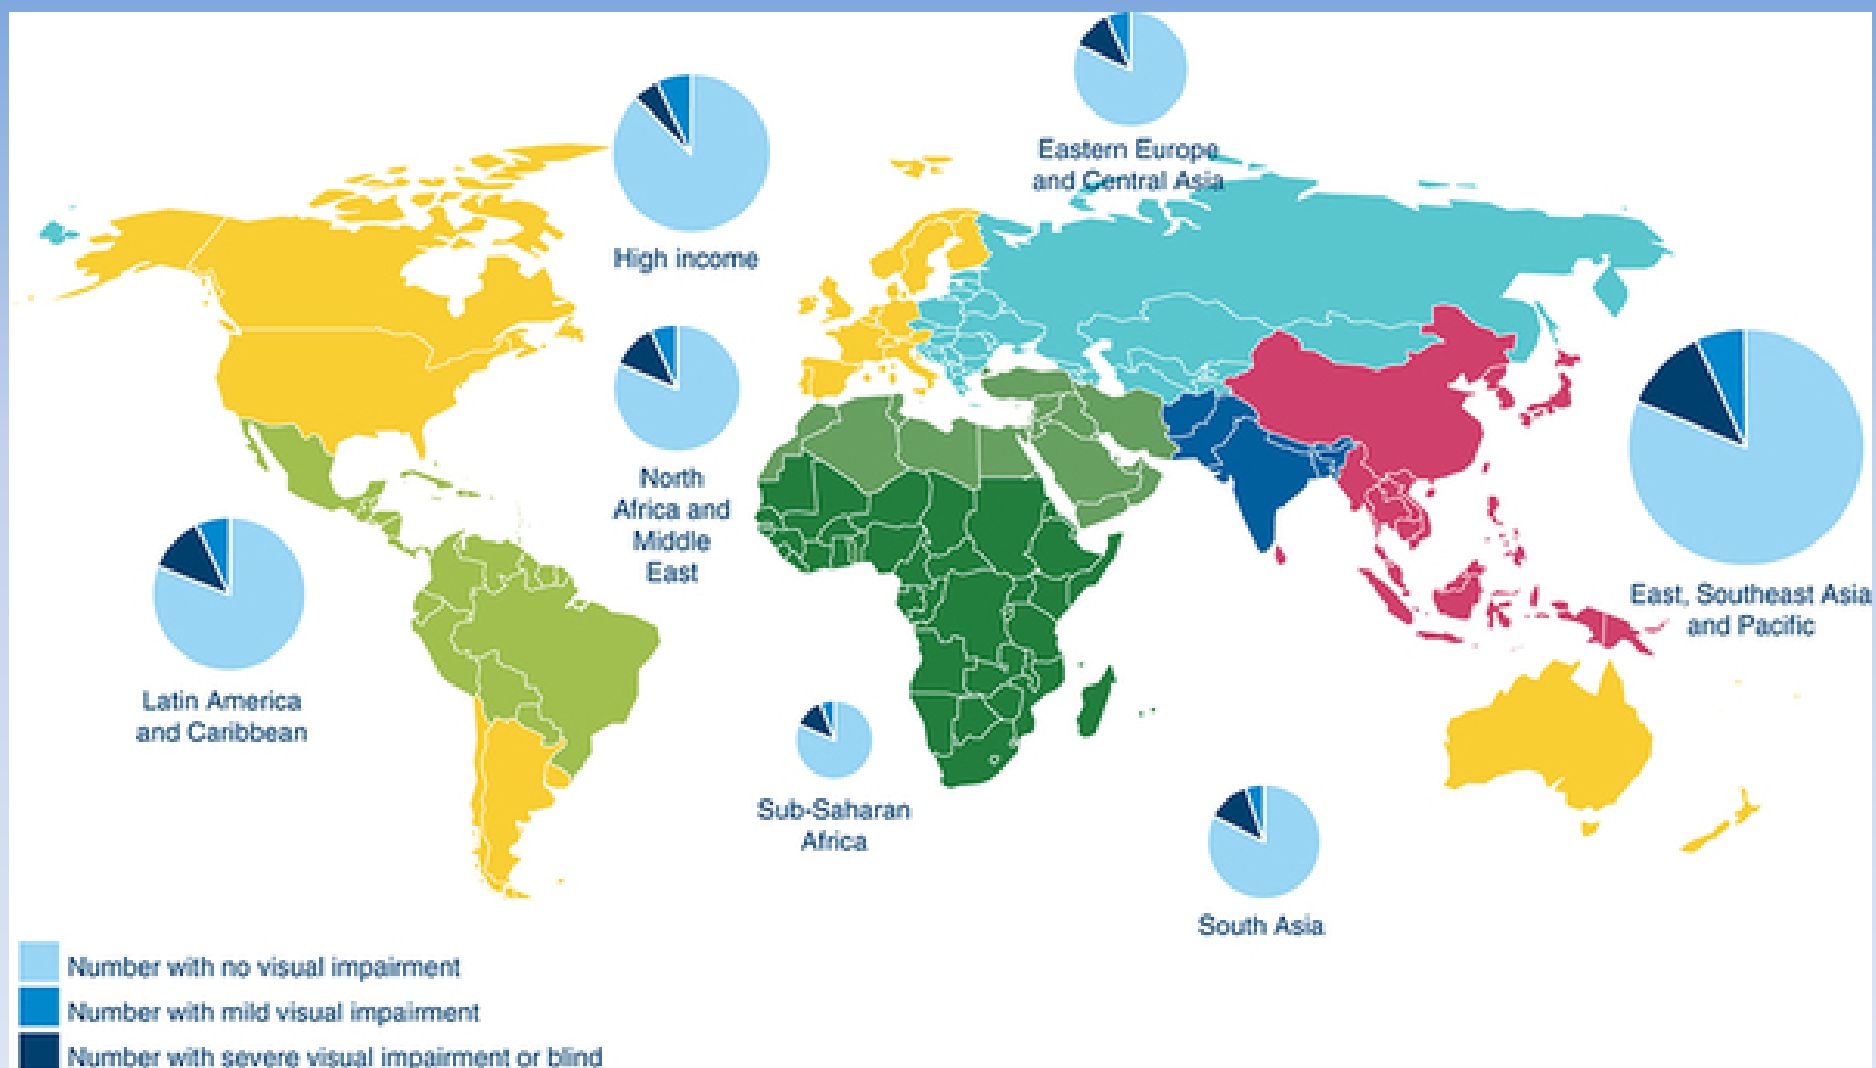 Eastern Europe
and Central Asia
High income
North
Africa and
Middle
East
East, Southeast Asia
and Pacific
Latin America
and Caribbean
Sub-Saharan
Africa
South Asia
Number with no visual impairment
Number with mild visual impairment
Number with severe visual impairment or blind